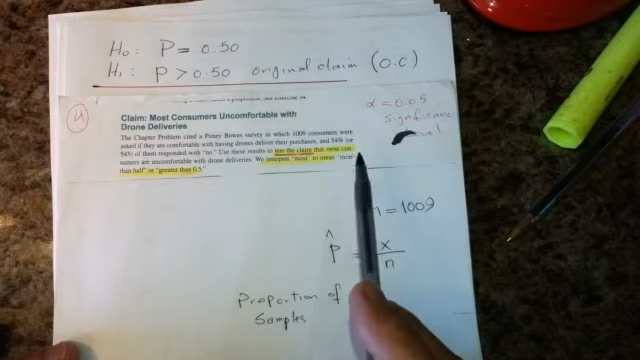 H₀: P = 0.50
H₁: P > 0.50 original claim (O.C)
4
Claim: Most Consumers Uncomfortable with
Drone Deliveries
The Chapter Problem cited a Pitney Bowes survey in which 1009 consumers were
asked if they are comfortable with having drones deliver their purchases, and 54% (or
545) of them responded with "no." Use these results to test the claim that most con-
sumers are uncomfortable with drone deliveries. We interpret "most" to mean "more
than half" or "greater than 0.5."
α = 0.05
Significance
n = 1009
p̂ = x/n
Proportion of
Samples